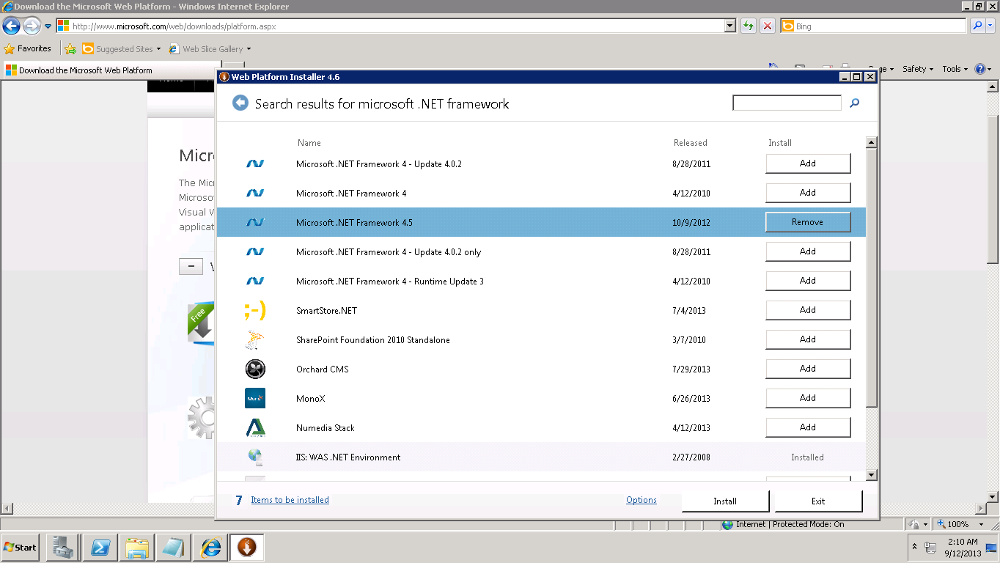 Download the Microsoft Web Platform - Windows Internet Explorer
http://www.microsoft.com/web/downloads/platform.aspx
Bing
Favorites Suggested Sites Web Slice Gallery
Download the Microsoft Web Platform
Safety Tools
Web Platform Installer 4.6
Search results for microsoft .NET framework
Name Released Install
Microsoft .NET Framework 4 - Update 4.0.2 8/28/2011 Add
Microsoft .NET Framework 4 4/12/2010 Add
Microsoft .NET Framework 4.5 10/9/2012 Remove
Microsoft .NET Framework 4 - Update 4.0.2 only 8/28/2011 Add
Microsoft .NET Framework 4 - Runtime Update 3 4/12/2010 Add
SmartStore.NET 7/4/2013 Add
SharePoint Foundation 2010 Standalone 3/7/2010 Add
Orchard CMS 7/29/2013 Add
MonoX 6/26/2013 Add
Numedia Stack 4/12/2013 Add
IIS: WAS .NET Environment 2/27/2008 Installed
7 Items to be installed Options Install Exit
The
Visual
Free
Internet | Protected Mode: On 100%
Start
2:10 AM
9/12/2013